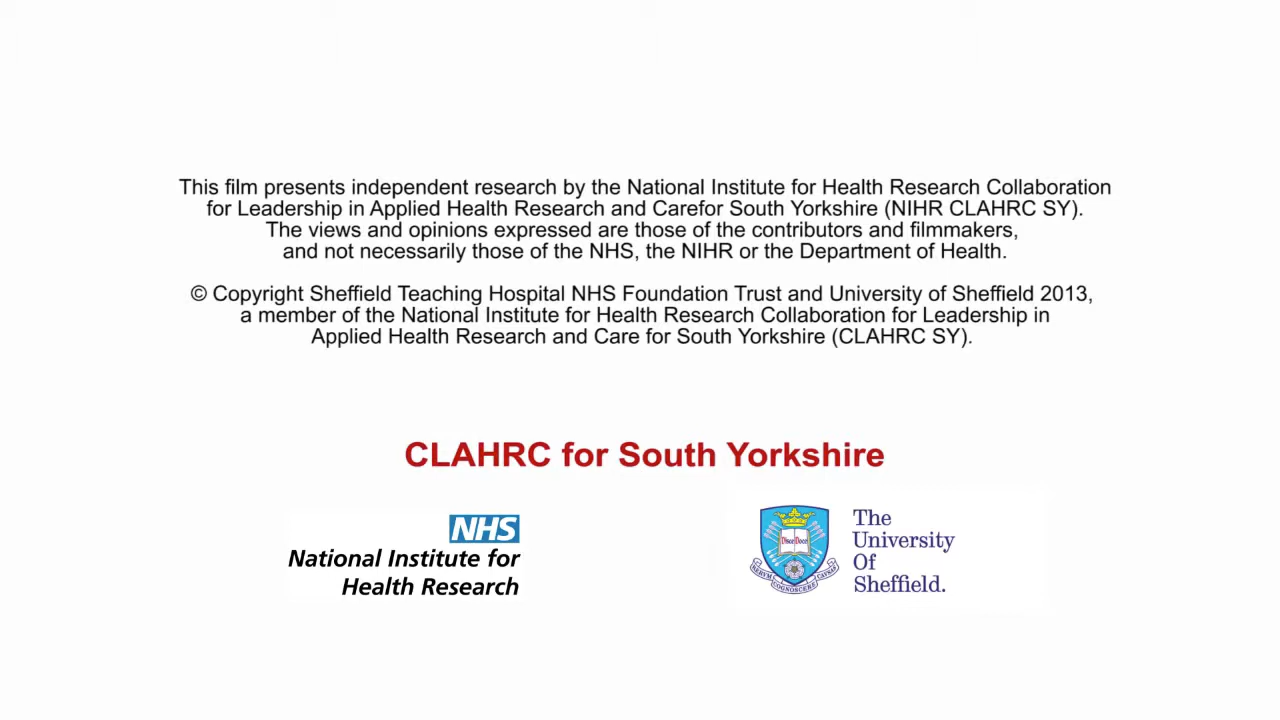 This film presents independent research by the National Institute for Health Research Collaboration
for Leadership in Applied Health Research and Carefor South Yorkshire (NIHR CLAHRC SY).
The views and opinions expressed are those of the contributors and filmmakers,
and not necessarily those of the NHS, the NIHR or the Department of Health.
© Copyright Sheffield Teaching Hospital NHS Foundation Trust and University of Sheffield 2013,
a member of the National Institute for Health Research Collaboration for Leadership in
Applied Health Research and Care for South Yorkshire (CLAHRC SY).
CLAHRC for South Yorkshire
NHS
National Institute for
Health Research
Disce Doce
RERVM COGNOSCERE CAVSAS
The
University
Of
Sheffield.